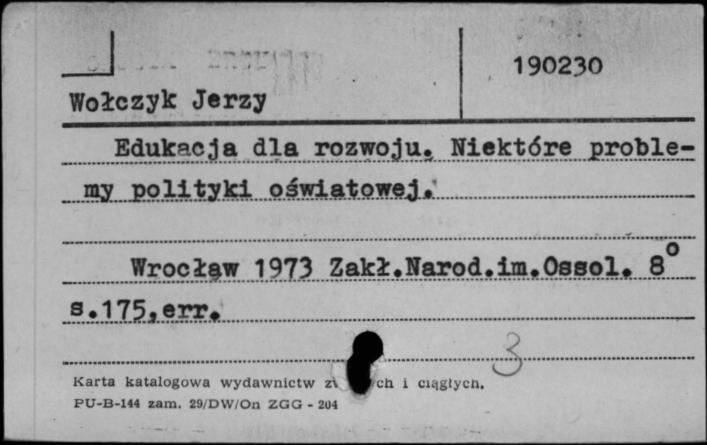 190230
Wołczyk Jerzy
Edukacja dla rozwoju. Niektóre proble-
my polityki oświatowej.
Wrocław 1973 Zakł.Narod.im.Ossol. 8°
s.175,err.
3
Karta katalogowa wydawnictw i ciągłych.
PU-B-144 zam. 29/DW/On ZGG - 204